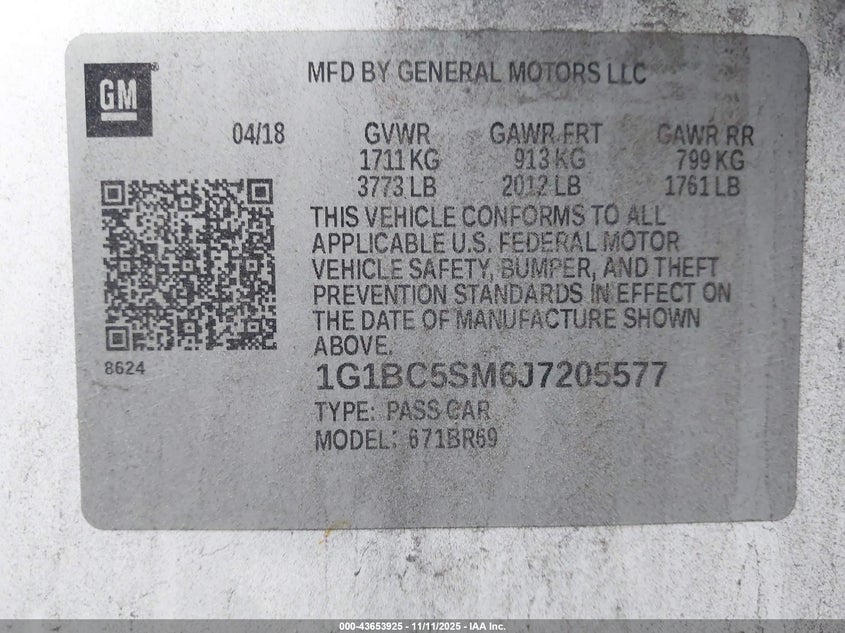 GM
MFD BY GENERAL MOTORS LLC
04/18 GVWR GAWR FRT GAWR RR
1711 KG 913 KG 799 KG
3773 LB 2012 LB 1761 LB
THIS VEHICLE CONFORMS TO ALL
APPLICABLE U.S. FEDERAL MOTOR
VEHICLE SAFETY, BUMPER, AND THEFT
PREVENTION STANDARDS IN EFFECT ON
THE DATE OF MANUFACTURE SHOWN
ABOVE.
8624
1G1BC5SM6J7205577
TYPE: PASS CAR
MODEL: 671BR69
000-43653925 - 11/11/2025 - IAA Inc.